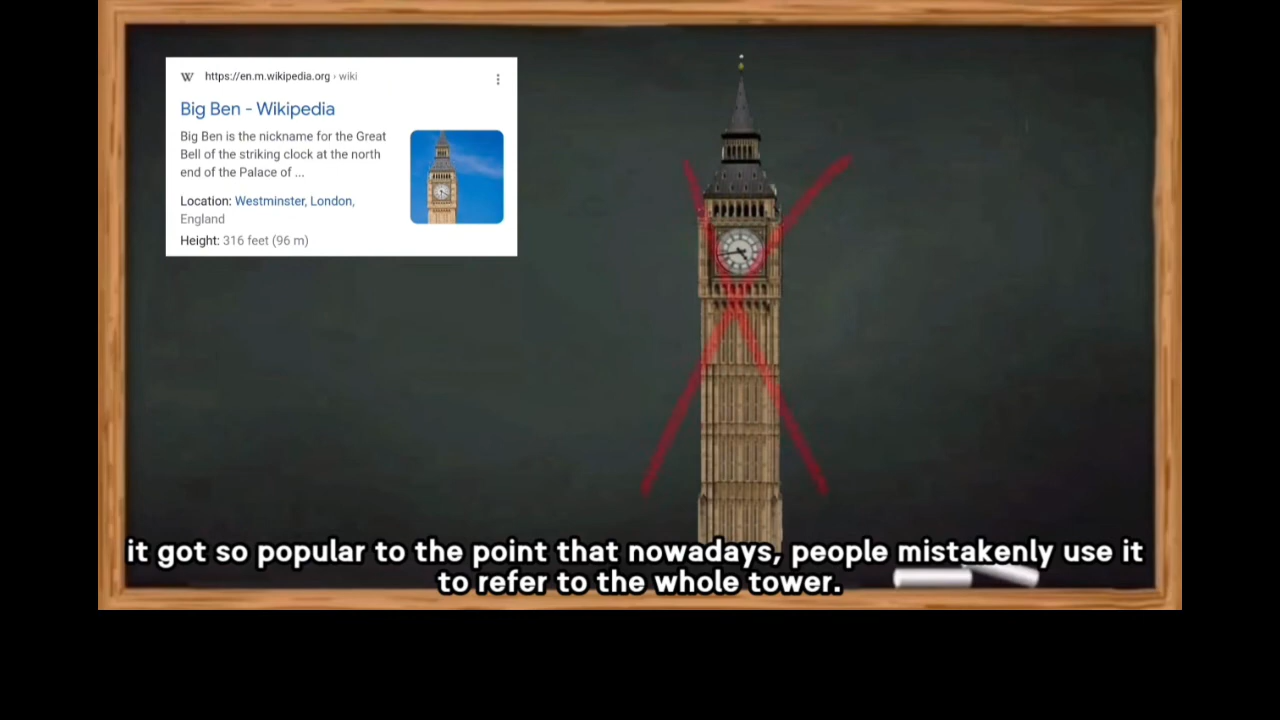 W https://en.m.wikipedia.org › wiki
Big Ben - Wikipedia
Big Ben is the nickname for the Great
Bell of the striking clock at the north
end of the Palace of ...
Location: Westminster, London,
England
Height: 316 feet (96 m)
it got so popular to the point that nowadays, people mistakenly use it
to refer to the whole tower.